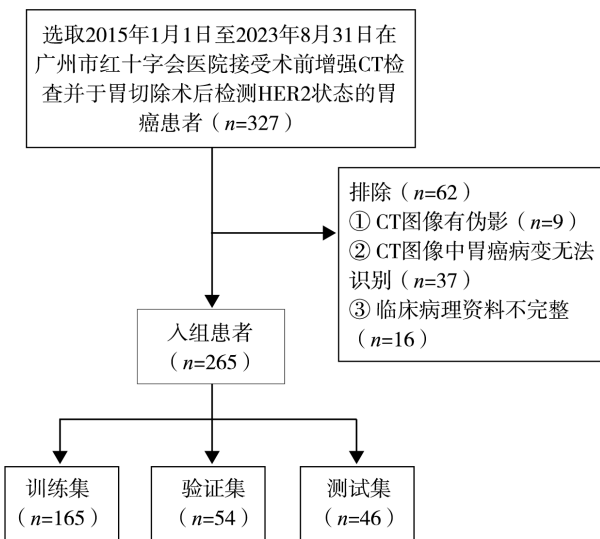 选取2015年1月1日至2023年8月31日在
广州市红十字会医院接受术前增强CT检
查并于胃切除术后检测HER2状态的胃
癌患者（n=327）
排除（n=62）
① CT图像有伪影（n=9）
② CT图像中胃癌病变无法
识别（n=37）
③ 临床病理资料不完整
（n=16）
入组患者
（n=265）
训练集
（n=165）
验证集
（n=54）
测试集
（n=46）